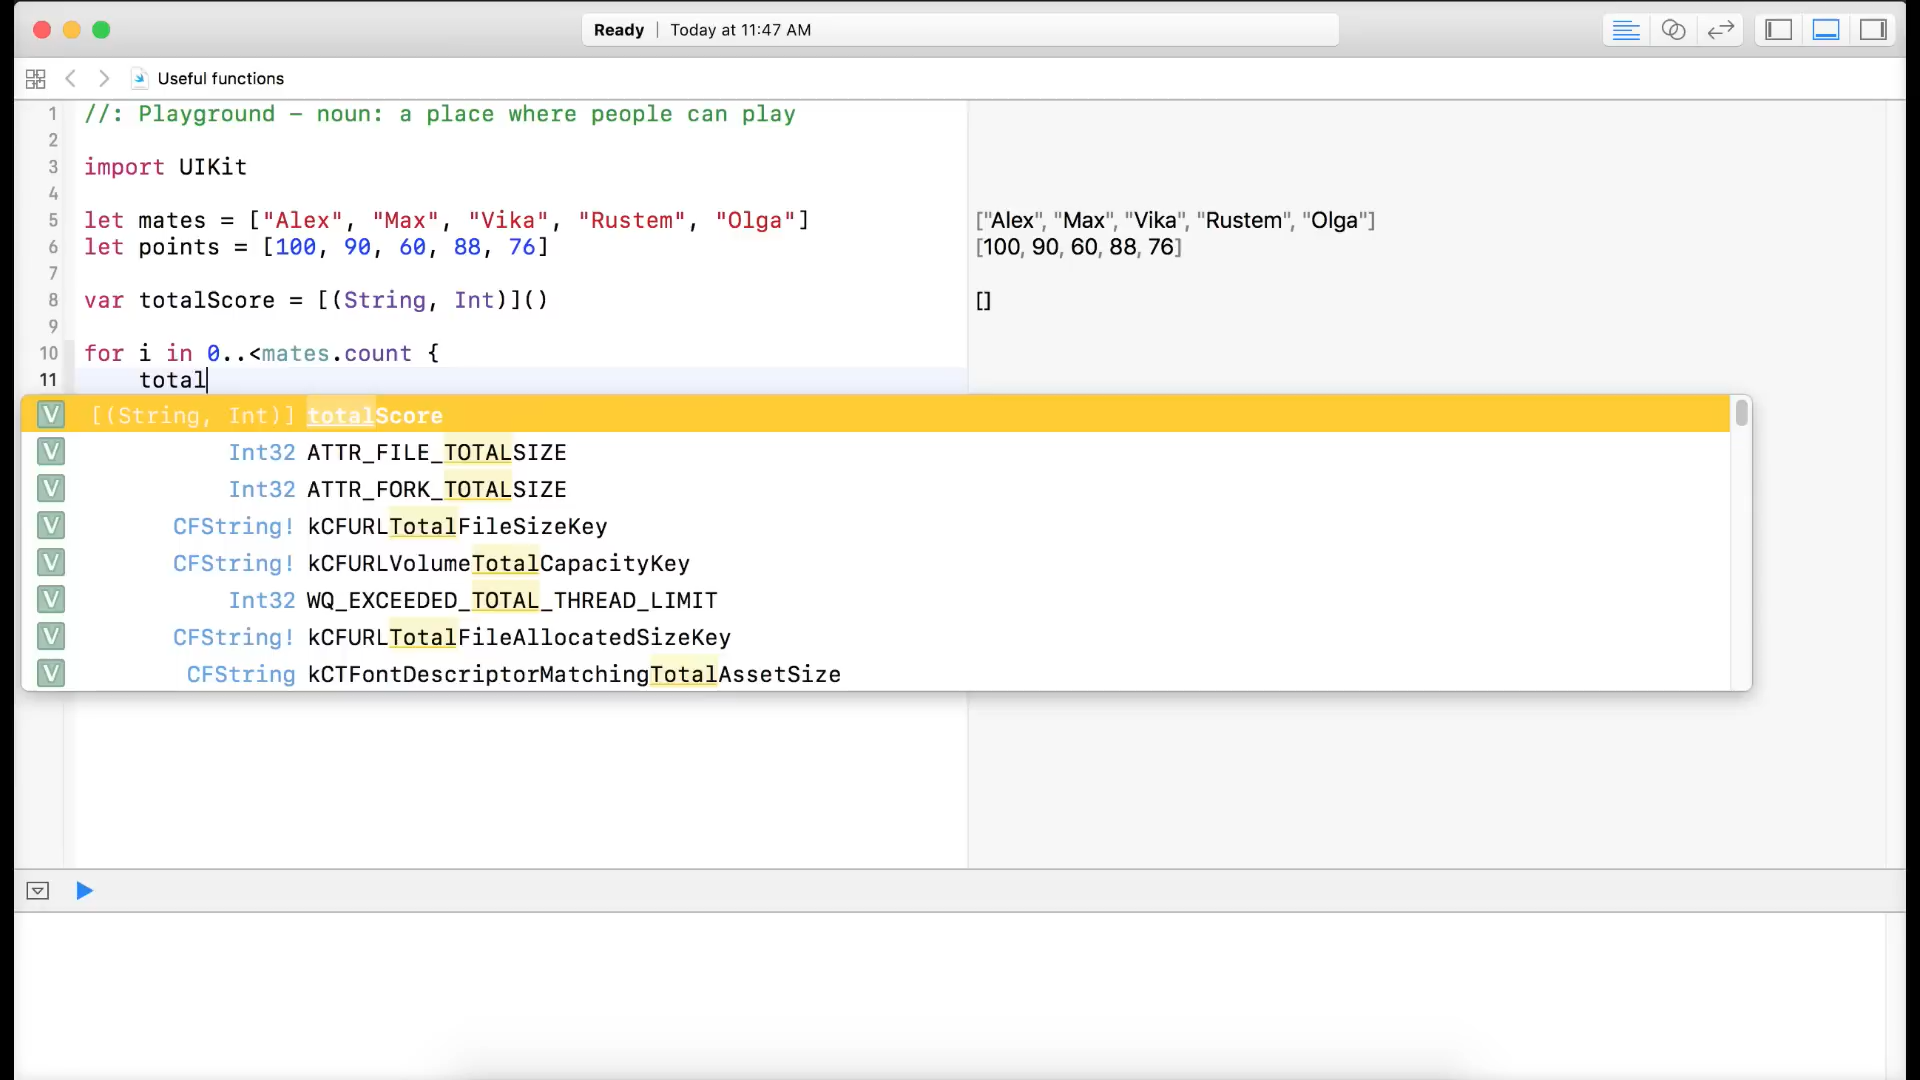 Ready | Today at 11:47 AM
Useful functions
1 //: Playground – noun: a place where people can play
2
3 import UIKit
4
5 let mates = ["Alex", "Max", "Vika", "Rustem", "Olga"]
["Alex", "Max", "Vika", "Rustem", "Olga"]
6 let points = [100, 90, 60, 88, 76]
[100, 90, 60, 88, 76]
7
8 var totalScore = [(String, Int)]()
[]
9
10 for i in 0..<mates.count {
11 total
V [(String, Int)] totalScore
V Int32 ATTR_FILE_TOTALSIZE
V Int32 ATTR_FORK_TOTALSIZE
V CFString! kCFURLTotalFileSizeKey
V CFString! kCFURLVolumeTotalCapacityKey
V Int32 WQ_EXCEEDED_TOTAL_THREAD_LIMIT
V CFString! kCFURLTotalFileAllocatedSizeKey
V CFString kCTFontDescriptorMatchingTotalAssetSize